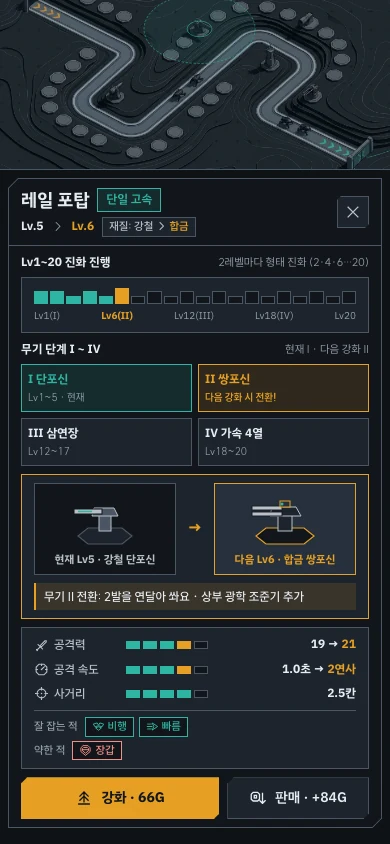 레일 포탑 단일 고속
Lv.5 > Lv.6 재질: 강철 > 합금
Lv1~20 진화 진행 2레벨마다 형태 진화 (2·4·6…20)
Lv1(I) Lv6(II) Lv12(III) Lv18(IV) Lv20
무기 단계 I ~ IV 현재 I · 다음 강화 II
I 단포신 II 쌍포신
Lv1~5 · 현재 다음 강화 시 전환!
III 삼연장 IV 가속 4열
Lv12~17 Lv18~20
→
현재 Lv5 · 강철 단포신 다음 Lv6 · 합금 쌍포신
무기 II 전환: 2발을 연달아 쏴요 · 상부 광학 조준기 추가
공격력 19 → 21
공격 속도 1.0초 → 2연사
사거리 2.5칸
잘 잡는 적 비행 빠름
약한 적 장갑
강화 · 66G 판매 · +84G